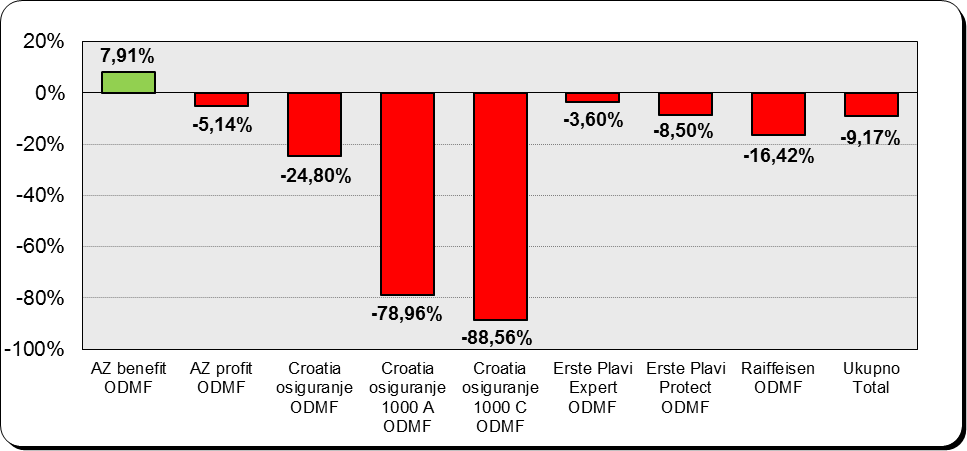 20%
7,91%
0%
-5,14%
-3,60%
-8,50%
-9,17%
-20%
-16,42%
-24,80%
-40%
-60%
-80%
-78,96%
-88,56%
-100%
AZ benefit
ODMF
AZ profit
ODMF
Croatia
osiguranje
ODMF
Croatia
osiguranje
1000 A
ODMF
Croatia
osiguranje
1000 C
ODMF
Erste Plavi
Expert
ODMF
Erste Plavi
Protect
ODMF
Raiffeisen
ODMF
Ukupno
Total